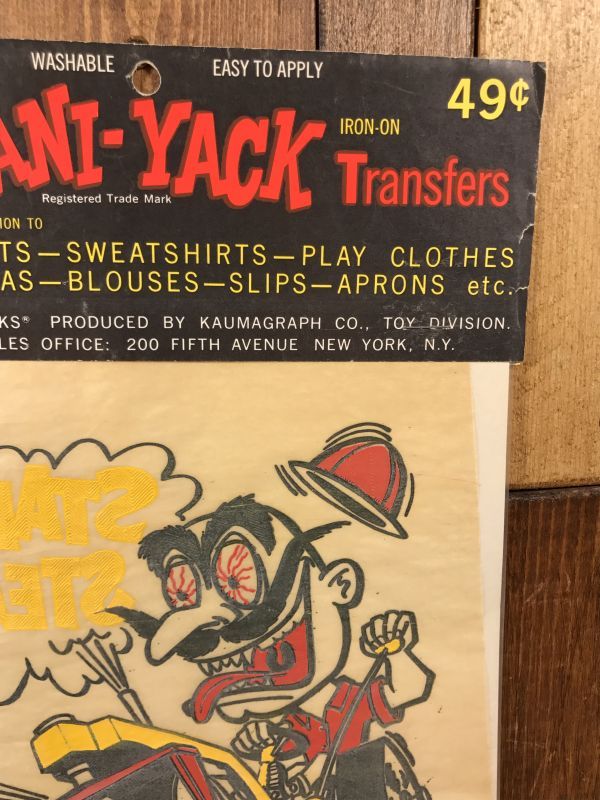 WASHABLE EASY TO APPLY 49¢
ANI-YACK IRON-ON Transfers
Registered Trade Mark
ION TO
TS—SWEATSHIRTS—PLAY CLOTHES
AS—BLOUSES—SLIPS—APRONS etc.
KS® PRODUCED BY KAUMAGRAPH CO., TOY DIVISION.
LES OFFICE: 200 FIFTH AVENUE NEW YORK, N.Y.
STA
STE